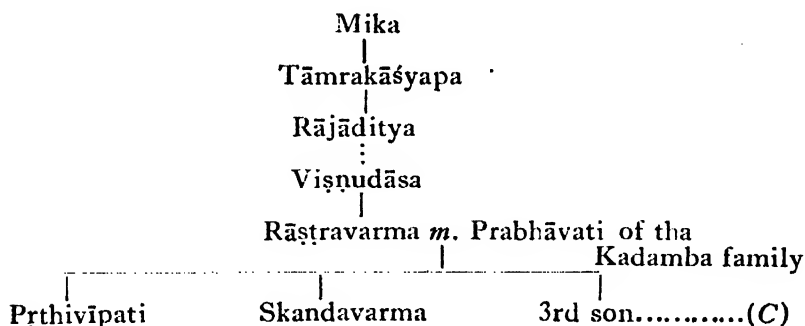 Mika
Tāmrakāśyapa
Rājāditya
Viṣṇudāsa
Rāṣṭravarma m. Prabhāvati of tha
Kadamba family
Pṛthivīpati Skandavarma 3rd son............(C)